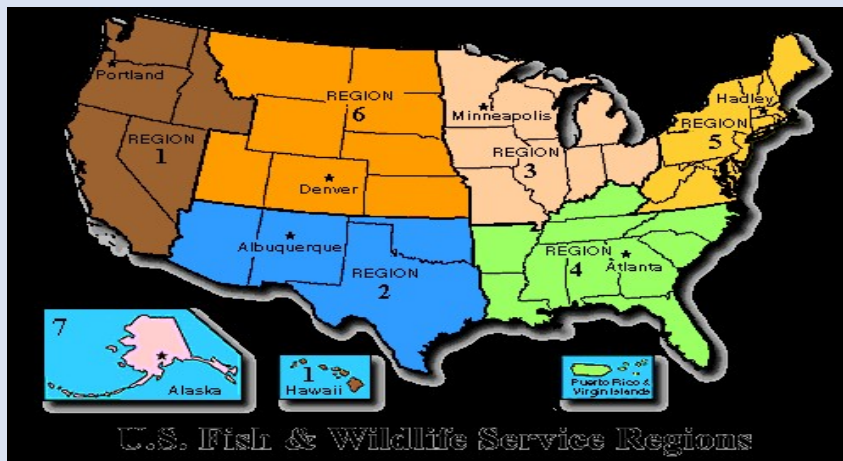 Portland
REGION
1
REGION
6
Denver
Minneapolis
REGION
3
Hadley
REGION
5
Albuquerque
REGION
2
REGION
4
Atlanta
7
Alaska
1
Hawaii
Puerto Rico &
Virgin Islands
U.S. Fish & Wildlife Service Regions